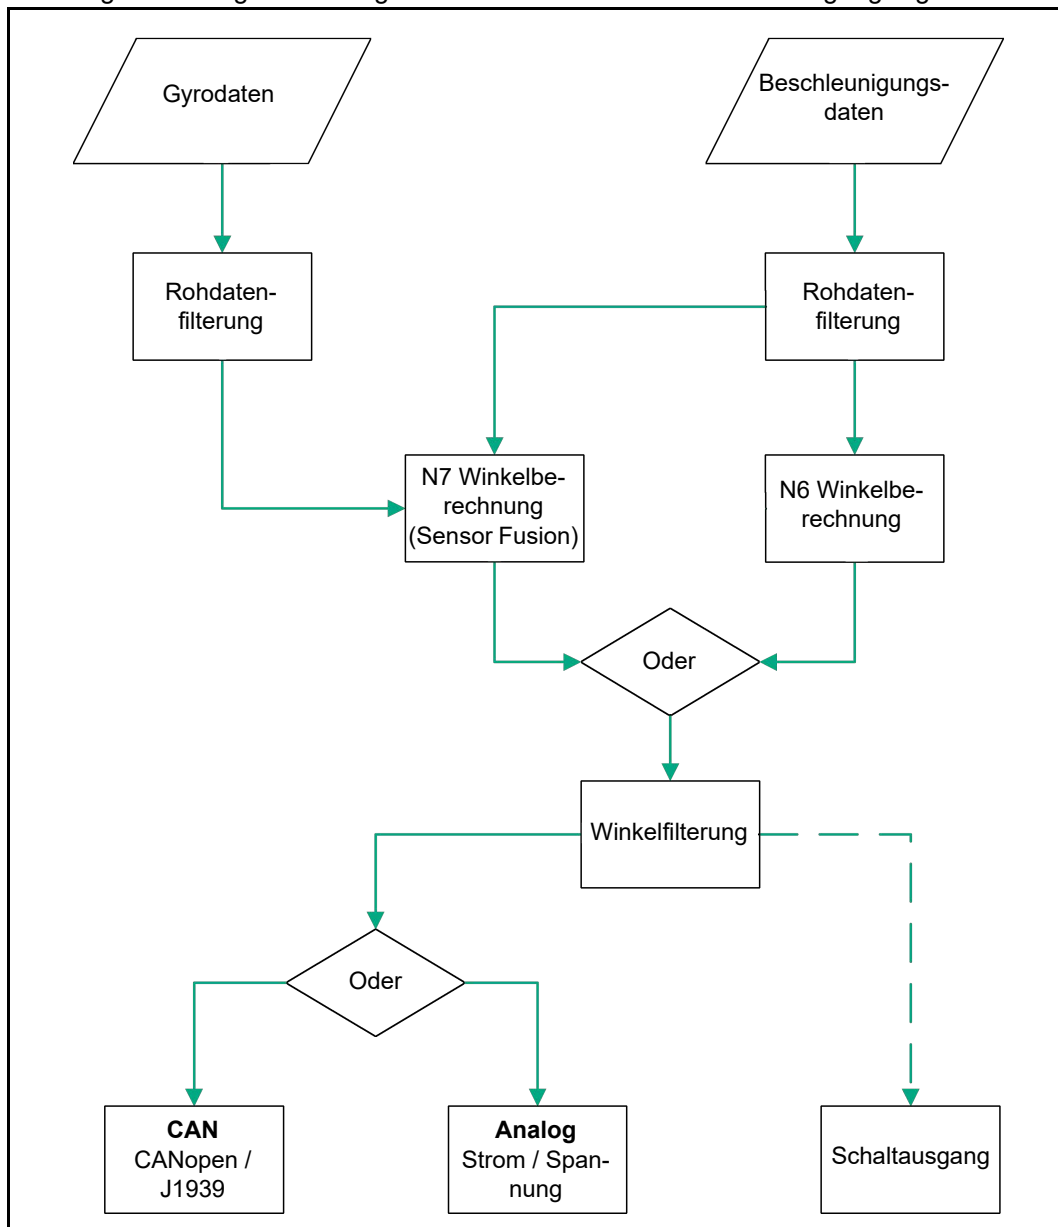 Gyrodaten
Beschleunigungs-
daten
Rohdaten-
filterung
Rohdaten-
filterung
N7 Winkelbe-
rechnung
(Sensor Fusion)
N6 Winkelbe-
rechnung
Oder
Winkelfilterung
Oder
CAN
CANopen /
J1939
Analog
Strom / Span-
nung
Schaltausgang